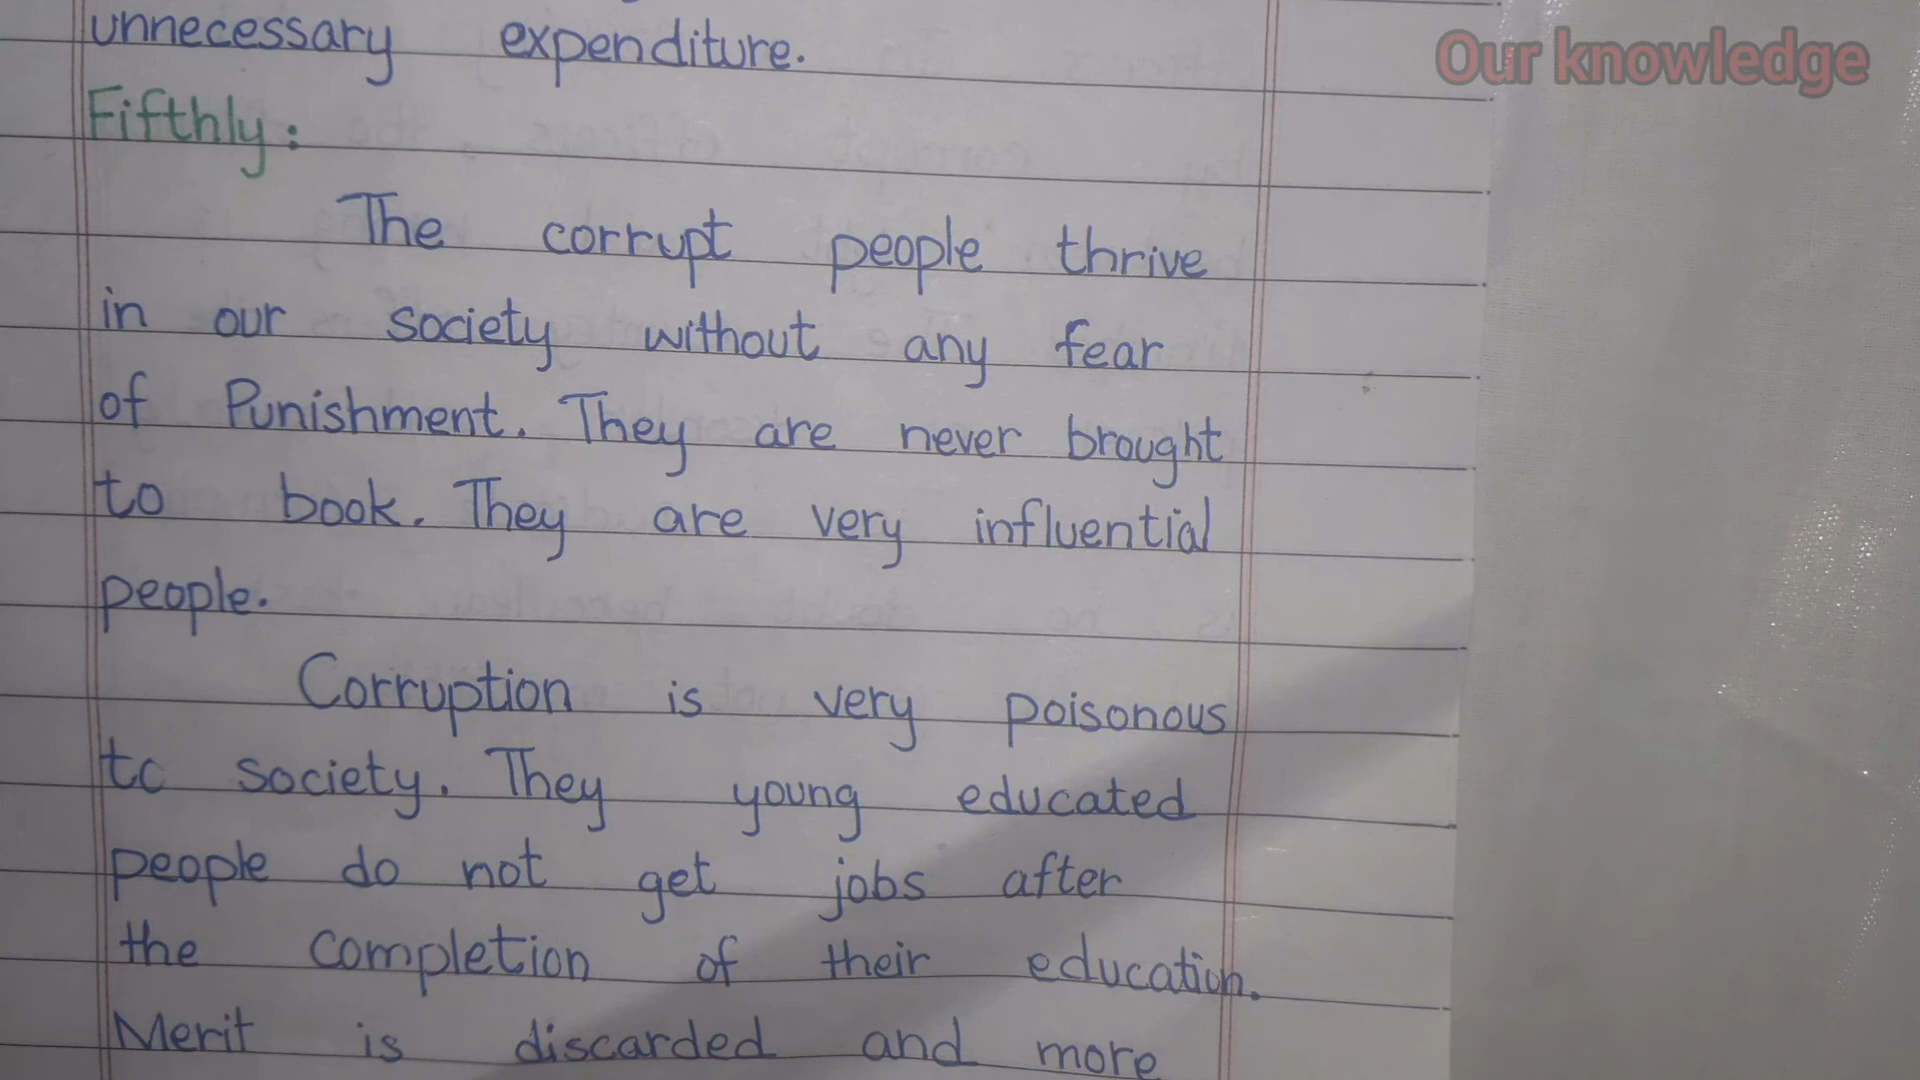 unnecessary expenditure.
Our knowledge
Fifthly:
The corrupt people thrive
in our society without any fear
of Punishment. They are never brought
to book. They are very influential
people.
Corruption is very poisonous
to society. They young educated
people do not get jobs after
the completion of their education.
Merit is discarded and more